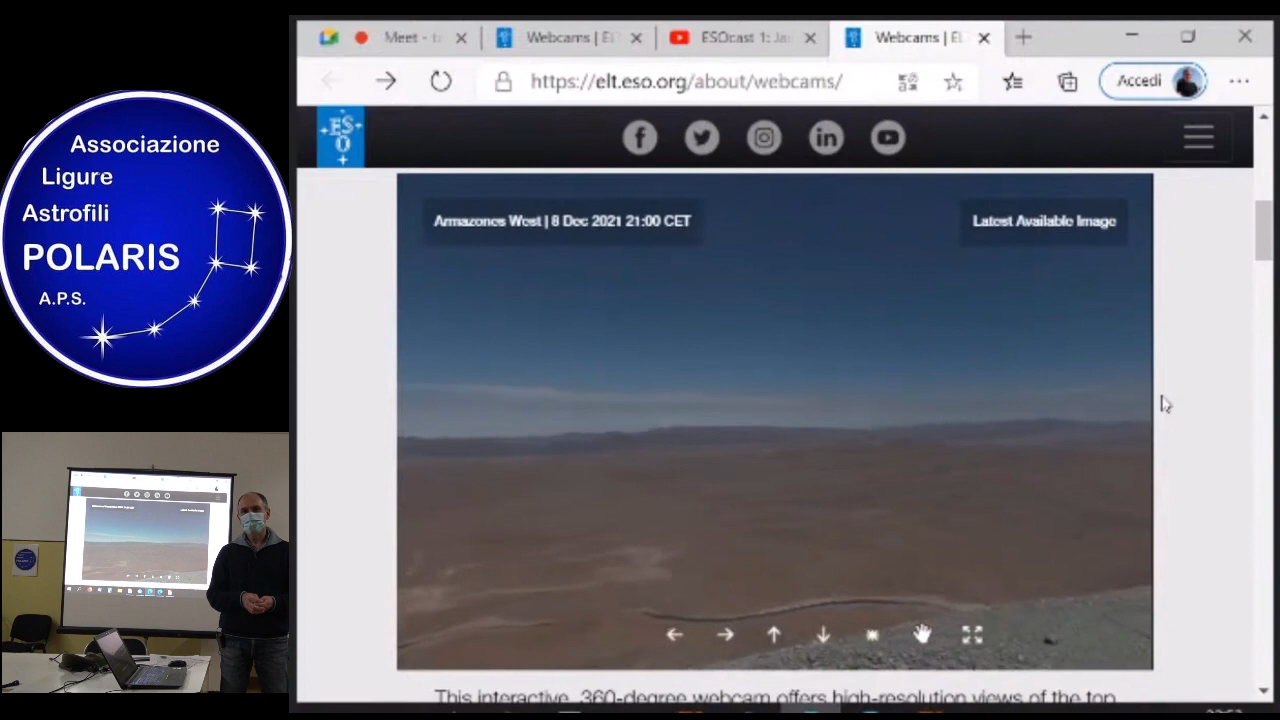 Associazione
Ligure
Astrofili
POLARIS
A.P.S.
Meet - t
Webcams | EL
ESOcast 1: Ja
Webcams | EL
https://elt.eso.org/about/webcams/
Accedi
ESO
Armazones West | 8 Dec 2021 21:00 CET
Latest Available Image
This interactive, 360-degree webcam offers high-resolution views of the top